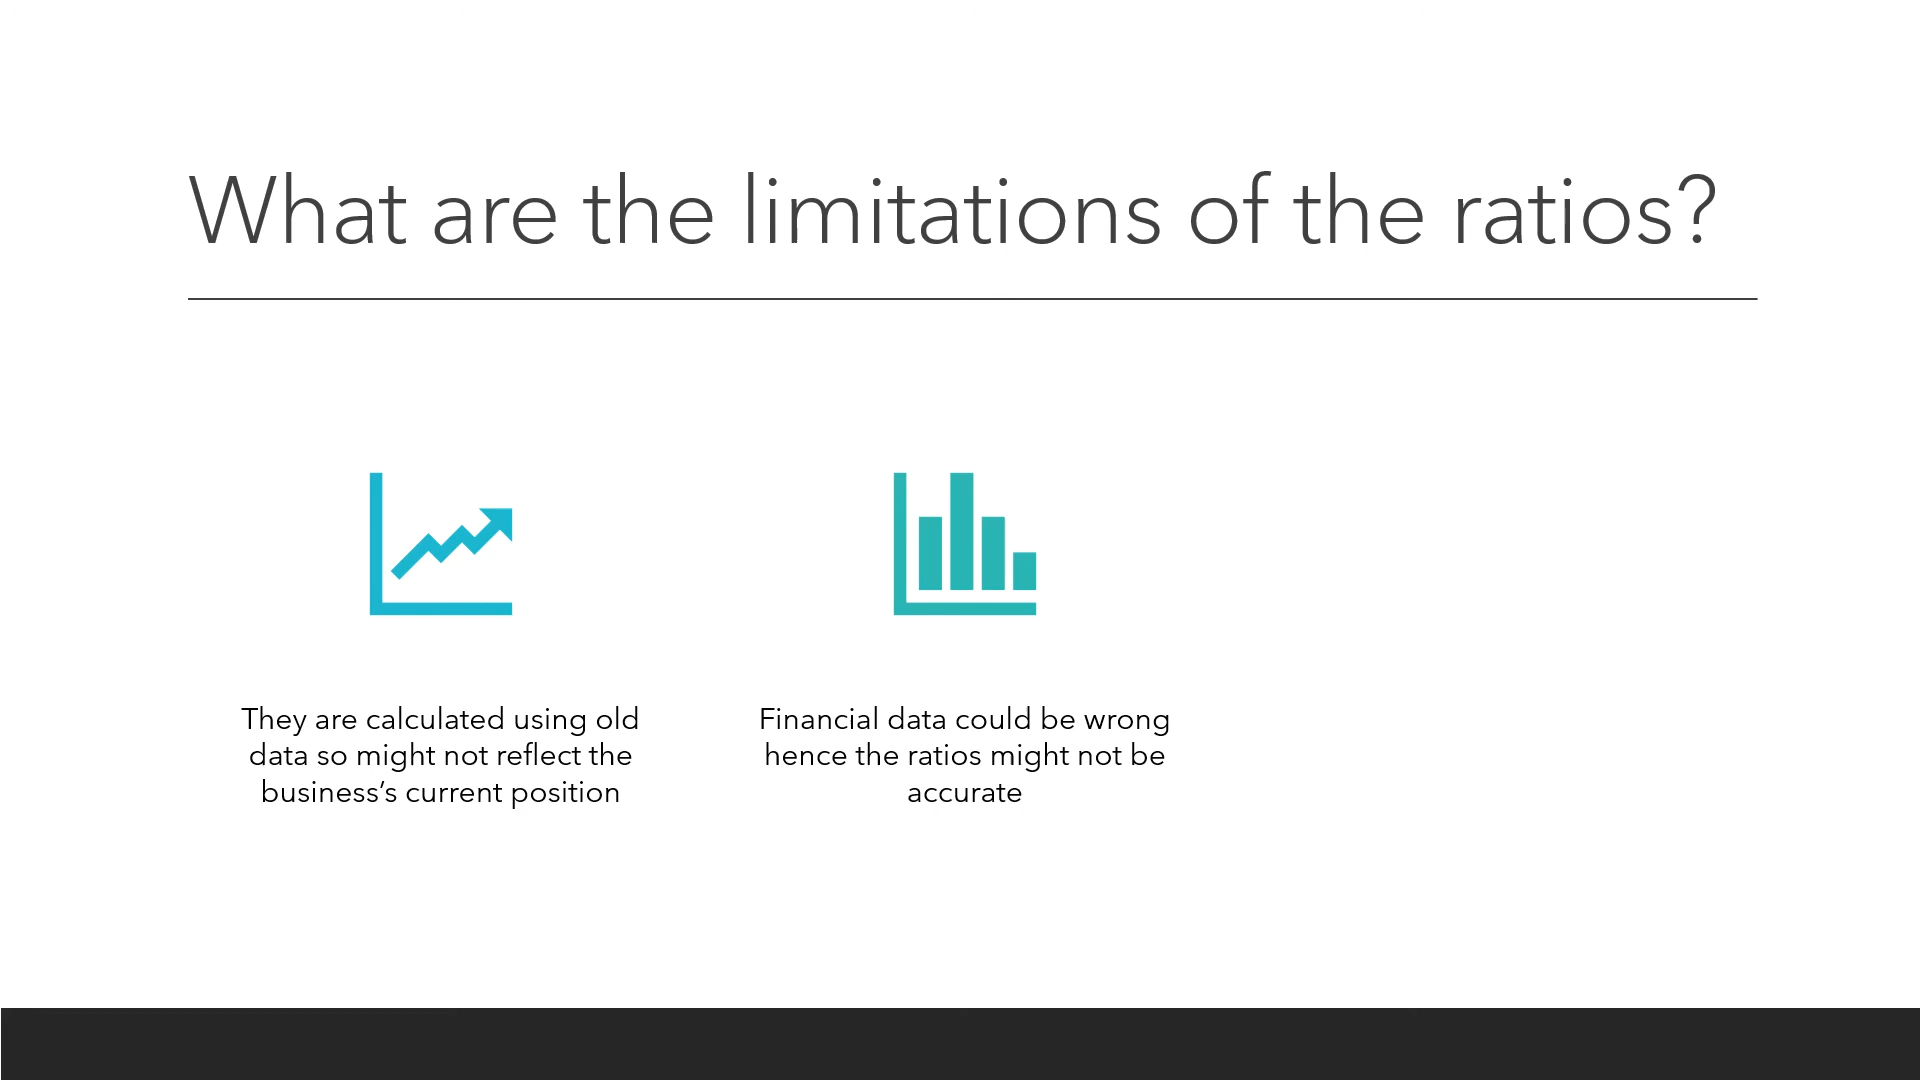 What are the limitations of the ratios?
They are calculated using old
data so might not reflect the
business’s current position
Financial data could be wrong
hence the ratios might not be
accurate